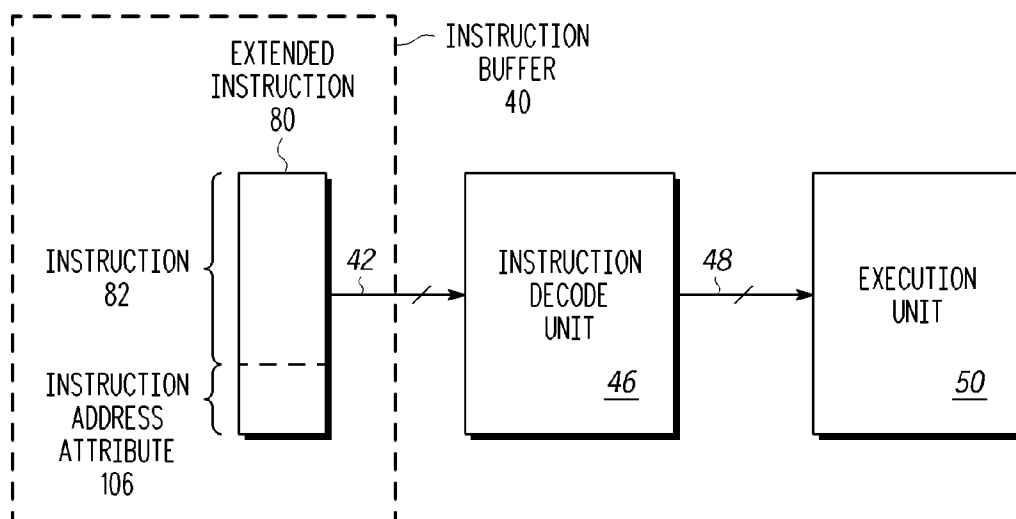 INSTRUCTION
BUFFER
40
EXTENDED
INSTRUCTION
80
INSTRUCTION
82
INSTRUCTION
ADDRESS
ATTRIBUTE
106
42
INSTRUCTION
DECODE
UNIT
46
48
EXECUTION
UNIT
50